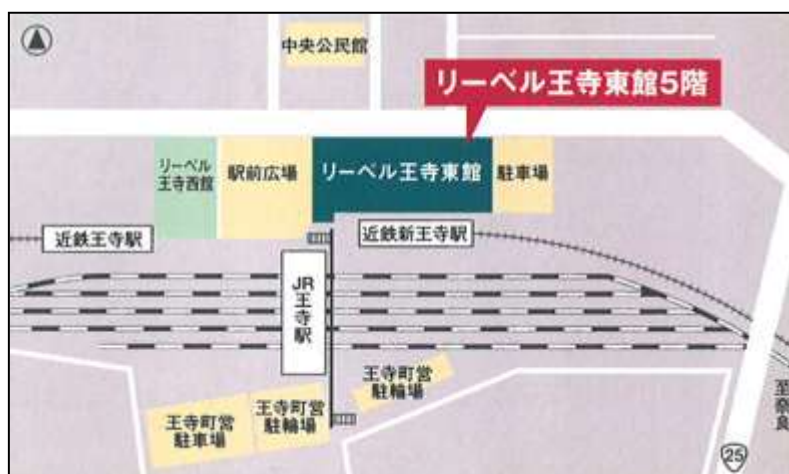 中央公民館
リーベル王寺東館5階
リーベル
王寺西館
駅前広場
リーベル王寺東館
駐車場
近鉄王寺駅
近鉄新王寺駅
JR王寺駅
王寺町営
駐輪場
王寺町営
駐輪場
王寺町営
駐車場
至奈良
25